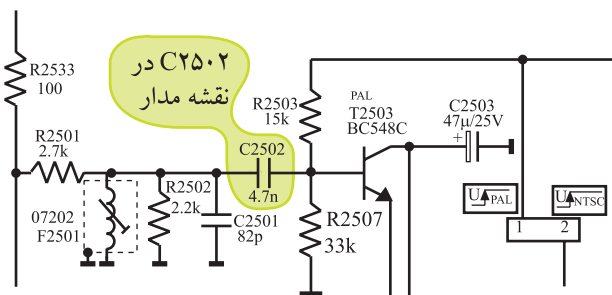 C۲۵۰۲ در
نقشه مدار
R2533
100
R2501
2.7k
07202
F2501
R2502
2.2k
C2501
82p
C2502
4.7n
R2503
15k
R2507
33k
PAL
T2503
BC548C
C2503
47µ/25V
+
U PAL
U NTSC
1 2